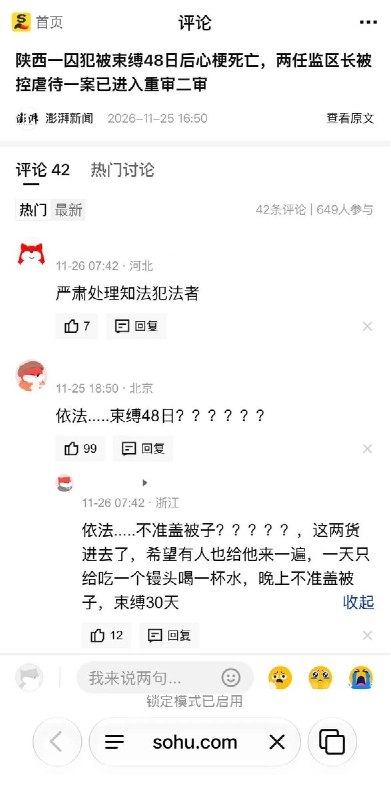 首页
评论
陕西一囚犯被束缚48日后心梗死亡，两任监区长被
控虐待一案已进入重审二审
澎湃 澎湃新闻 2026-11-25 16:50 查看原文
评论 42 热门讨论
热门 最新 42条评论 | 649人参与
11-26 07:42 · 河北
严肃处理知法犯法者
7 回复
11-25 18:50 · 北京
依法.....束缚48日？？？？？？
99 回复
11-26 07:42 · 浙江
依法.....不准盖被子？？？？？，这两货
进去了，希望有人也给他来一遍，一天只
给吃一个镘头喝一杯水，晚上不准盖被
子，束缚30天 收起
12 回复
我来说两句...
锁定模式已启用
sohu.com